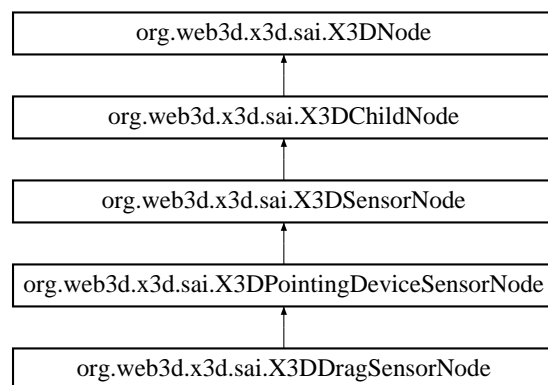 org.web3d.x3d.sai.X3DNode
org.web3d.x3d.sai.X3DChildNode
org.web3d.x3d.sai.X3DSensorNode
org.web3d.x3d.sai.X3DPointingDeviceSensorNode
org.web3d.x3d.sai.X3DDragSensorNode